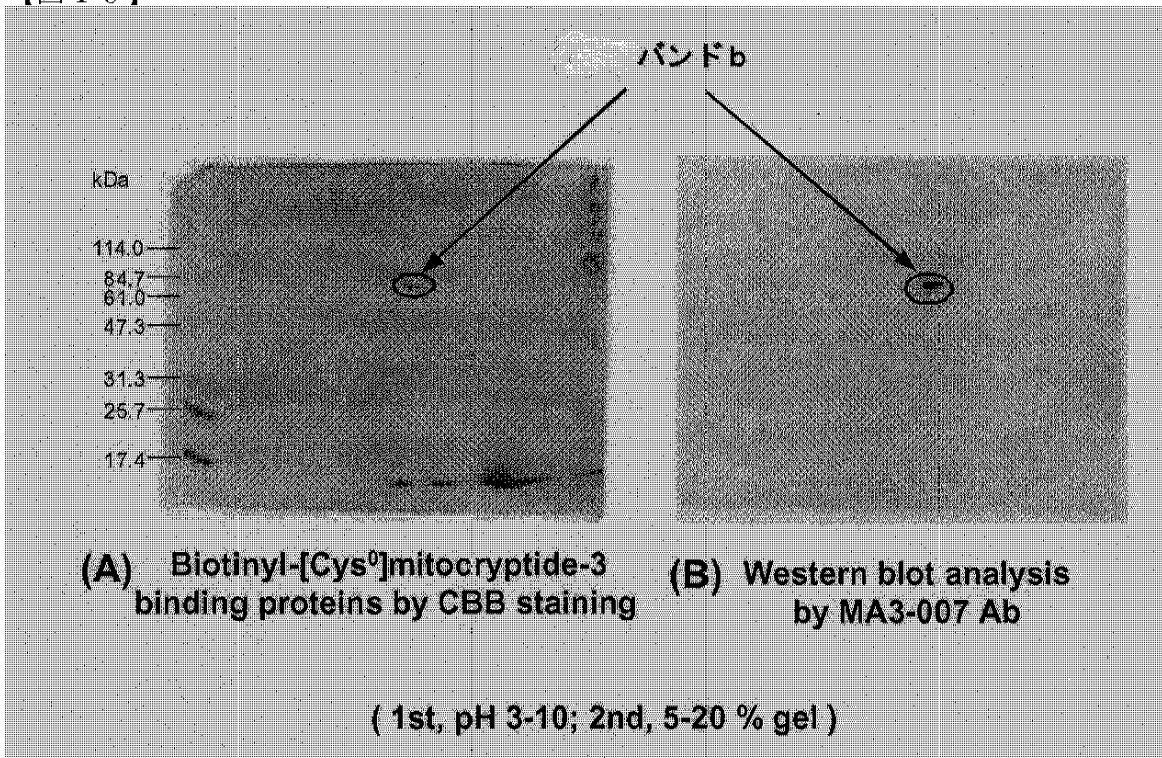 バンドb
kDa
114.0
84.7
61.0
47.3
31.3
25.7
17.4
(A) Biotinyl-[Cys⁰]mitocryptide-3
binding proteins by CBB staining
(B) Western blot analysis
by MA3-007 Ab
( 1st, pH 3-10; 2nd, 5-20 % gel )